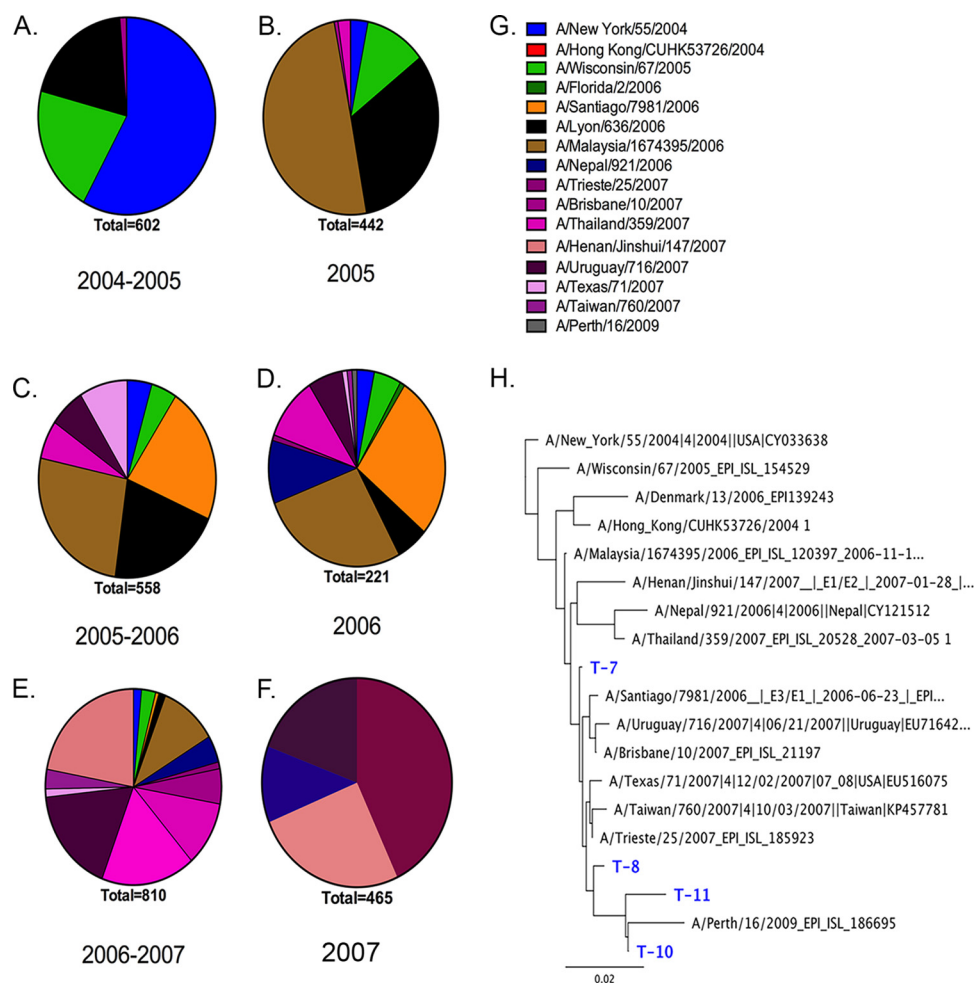 A.
B.
G.
A/New York/55/2004
A/Hong Kong/CUHK53726/2004
A/Wisconsin/67/2005
A/Florida/2/2006
A/Santiago/7981/2006
A/Lyon/636/2006
A/Malaysia/1674395/2006
A/Nepal/921/2006
A/Trieste/25/2007
A/Brisbane/10/2007
A/Thailand/359/2007
A/Henan/Jinshui/147/2007
A/Uruguay/716/2007
A/Texas/71/2007
A/Taiwan/760/2007
A/Perth/16/2009
Total=602
Total=442
2004-2005
2005
C.
D.
Total=558
Total=221
2005-2006
2006
E.
F.
Total=810
Total=465
2006-2007
2007
H.
A/New_York/55/2004|4|2004||USA|CY033638
A/Wisconsin/67/2005_EPI_ISL_154529
A/Denmark/13/2006_EPI139243
A/Hong_Kong/CUHK53726/2004 1
A/Malaysia/1674395/2006_EPI_ISL_120397_2006-11-1...
A/Henan/Jinshui/147/2007__|_E1/E2_|_2007-01-28_|...
A/Nepal/921/2006|4|2006||Nepal|CY121512
A/Thailand/359/2007_EPI_ISL_20528_2007-03-05 1
T-7
A/Santiago/7981/2006__|_E3/E1_|_2006-06-23_|_EPI...
A/Uruguay/716/2007|4|06/21/2007||Uruguay|EU71642...
A/Brisbane/10/2007_EPI_ISL_21197
A/Texas/71/2007|4|12/02/2007|07_08|USA|EU516075
A/Taiwan/760/2007|4|10/03/2007||Taiwan|KP457781
A/Trieste/25/2007_EPI_ISL_185923
T-8
T-11
A/Perth/16/2009_EPI_ISL_186695
T-10
0.02